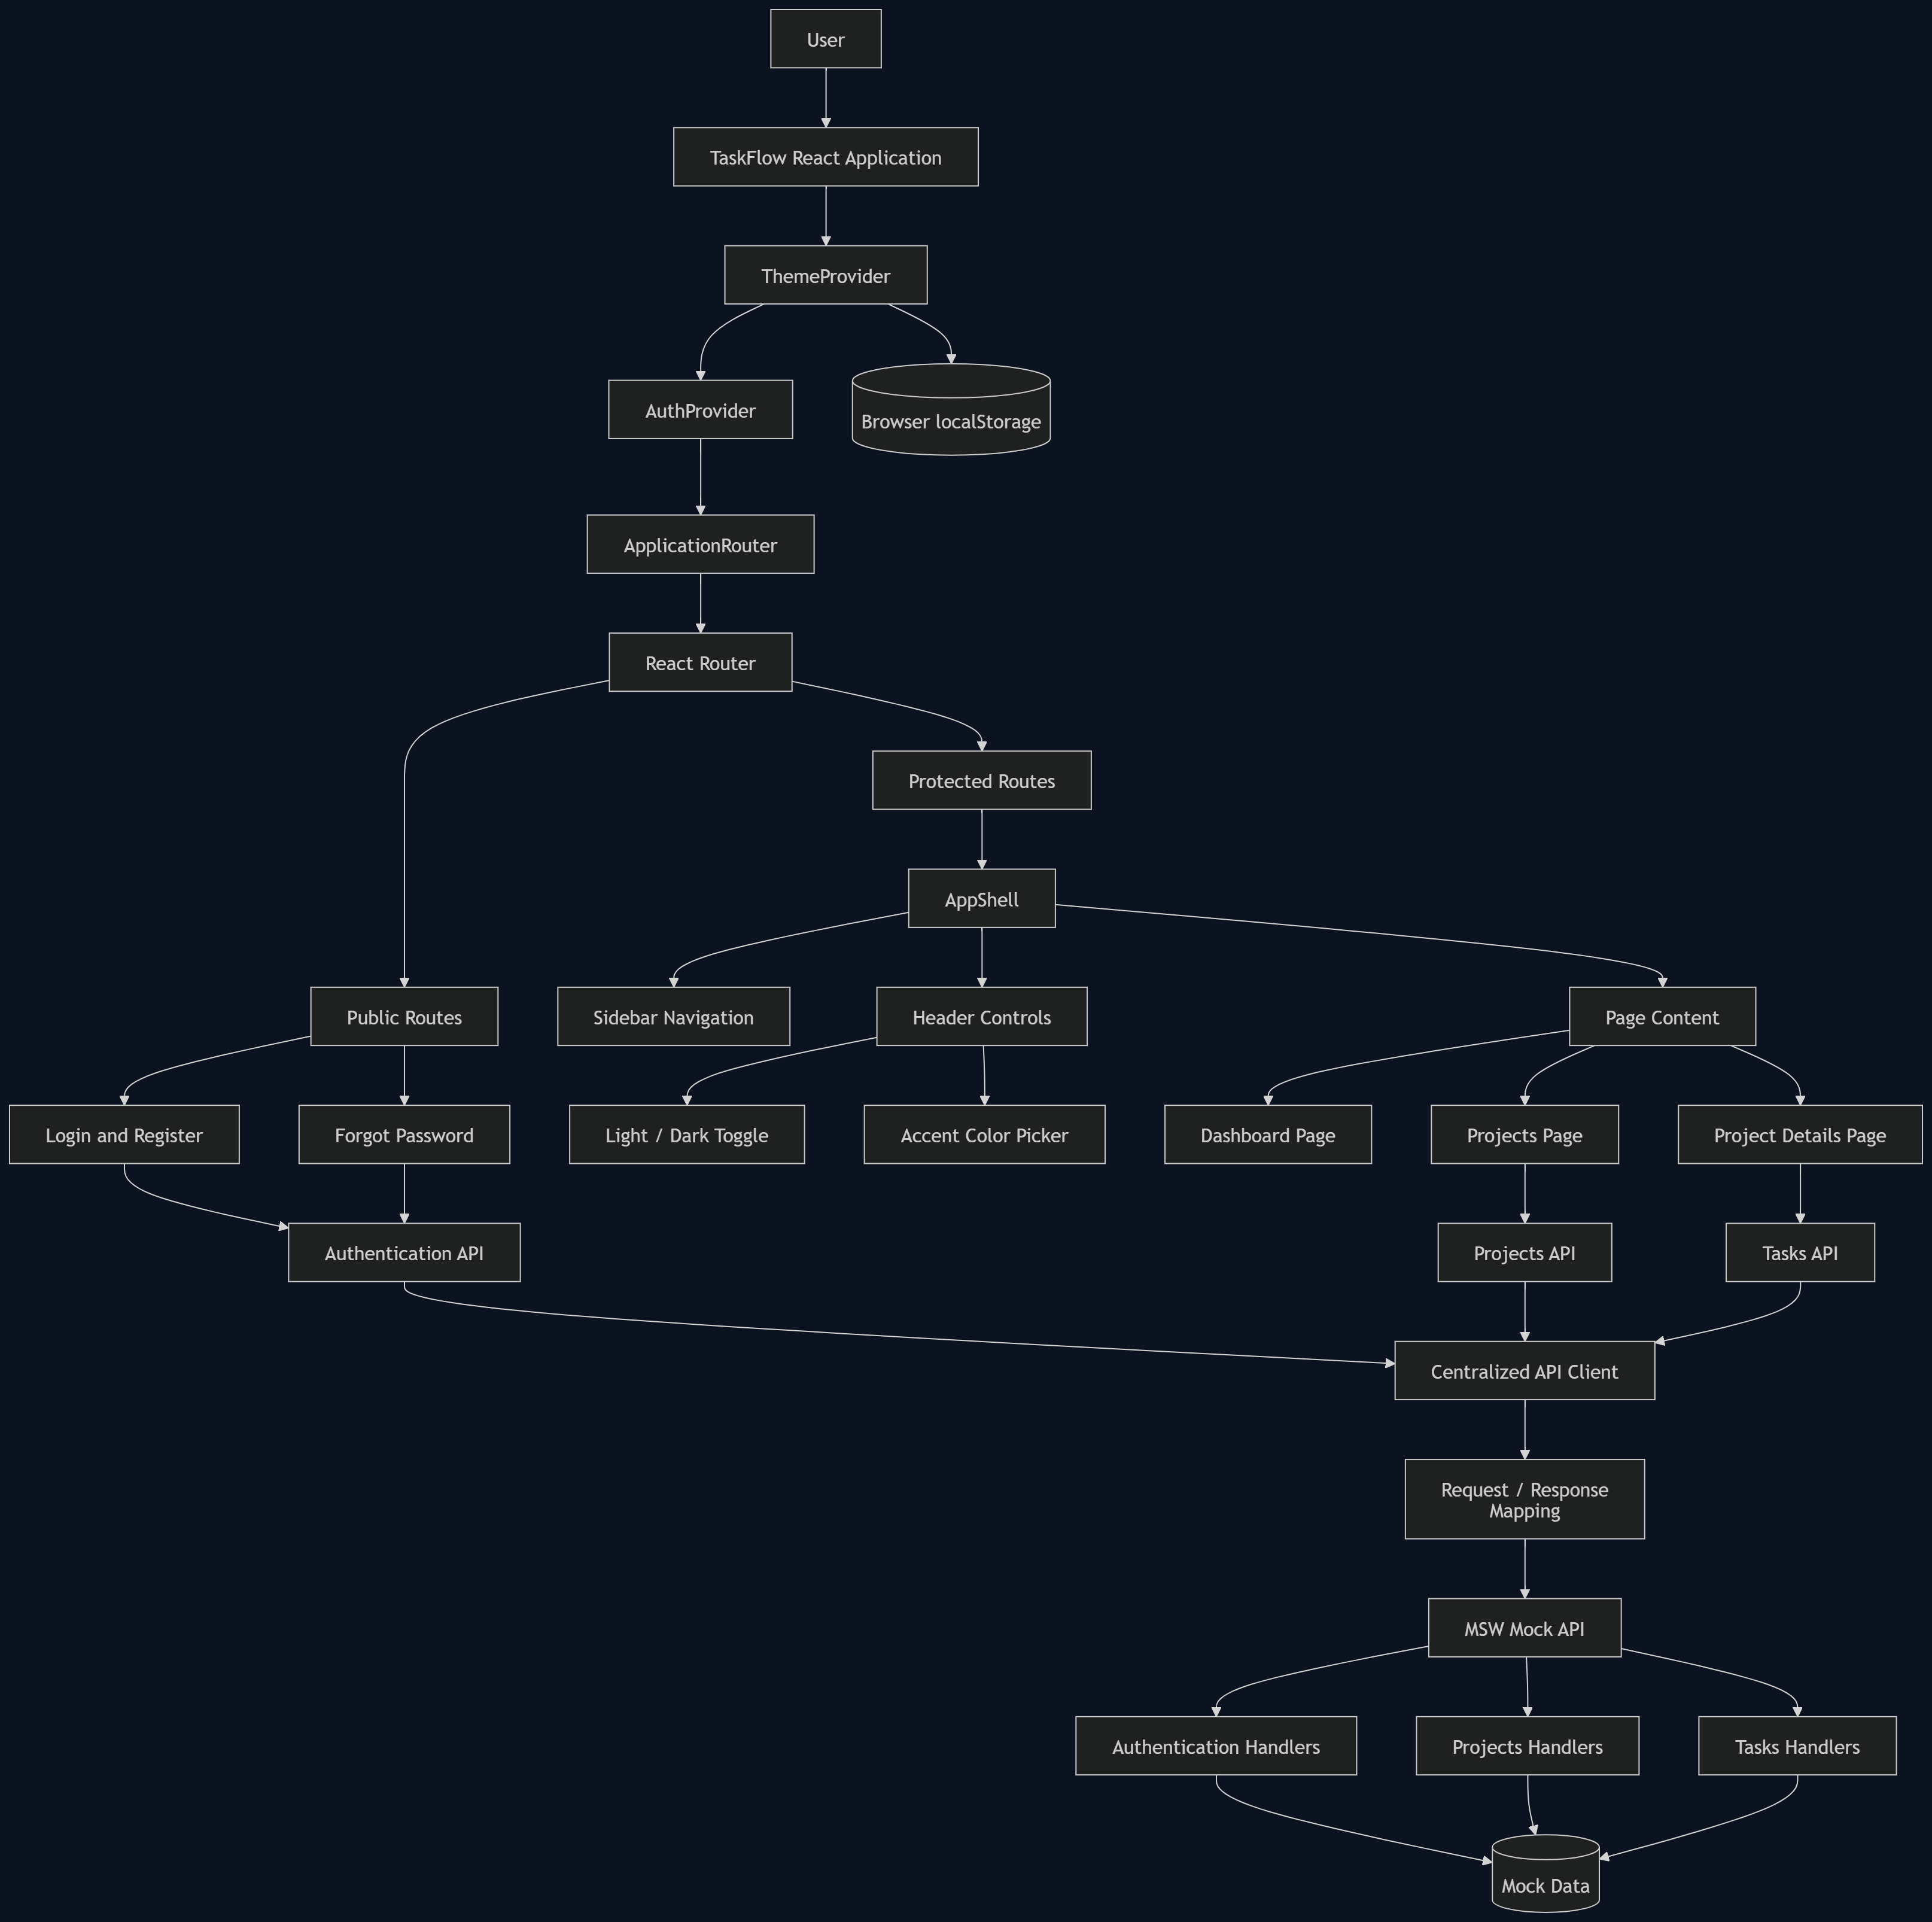 User
TaskFlow React Application
ThemeProvider
AuthProvider
Browser localStorage
ApplicationRouter
React Router
Protected Routes
AppShell
Public Routes
Sidebar Navigation
Header Controls
Page Content
Login and Register
Forgot Password
Light / Dark Toggle
Accent Color Picker
Dashboard Page
Projects Page
Project Details Page
Authentication API
Projects API
Tasks API
Centralized API Client
Request / Response
Mapping
MSW Mock API
Authentication Handlers
Projects Handlers
Tasks Handlers
Mock Data